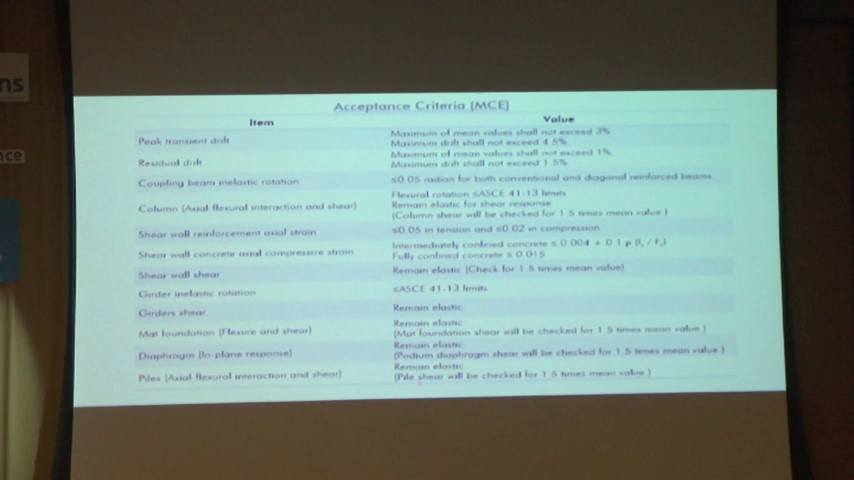 ns
nce
Acceptance Criteria (MCE)
Item Value
Peak transient drift Maximum of mean values shall not exceed 3%
Maximum drift shall not exceed 4.5%
Residual drift Maximum of mean values shall not exceed 1%
Maximum drift shall not exceed 1.5%
Coupling beam inelastic rotation ≤0.05 radian for both conventional and diagonal reinforced beams
Column (Axial flexural interaction and shear) Flexural rotation ≤ASCE 41-13 limits
Remain elastic for shear response
(Column shear will be checked for 1.5 times mean value.)
Shear wall reinforcement axial strain ≤0.05 in tension and ≤0.02 in compression
Shear wall concrete axial compressive strain Intermediately confined concrete ≤ 0.004 + 0.1 ρ
Fully confined concrete ≤ 0.015
Shear wall shear Remain elastic (Check for 1.5 times mean value)
Girder inelastic rotation ≤ASCE 41-13 limits
Girders shear Remain elastic
Mat foundation (Flexure and shear) Remain elastic
(Mat foundation shear will be checked for 1.5 times mean value.)
Diaphragm (In-plane response) Remain elastic
(Podium diaphragm shear will be checked for 1.5 times mean value.)
Piles (Axial flexural interaction and shear) Remain elastic
(Pile shear will be checked for 1.5 times mean value.)